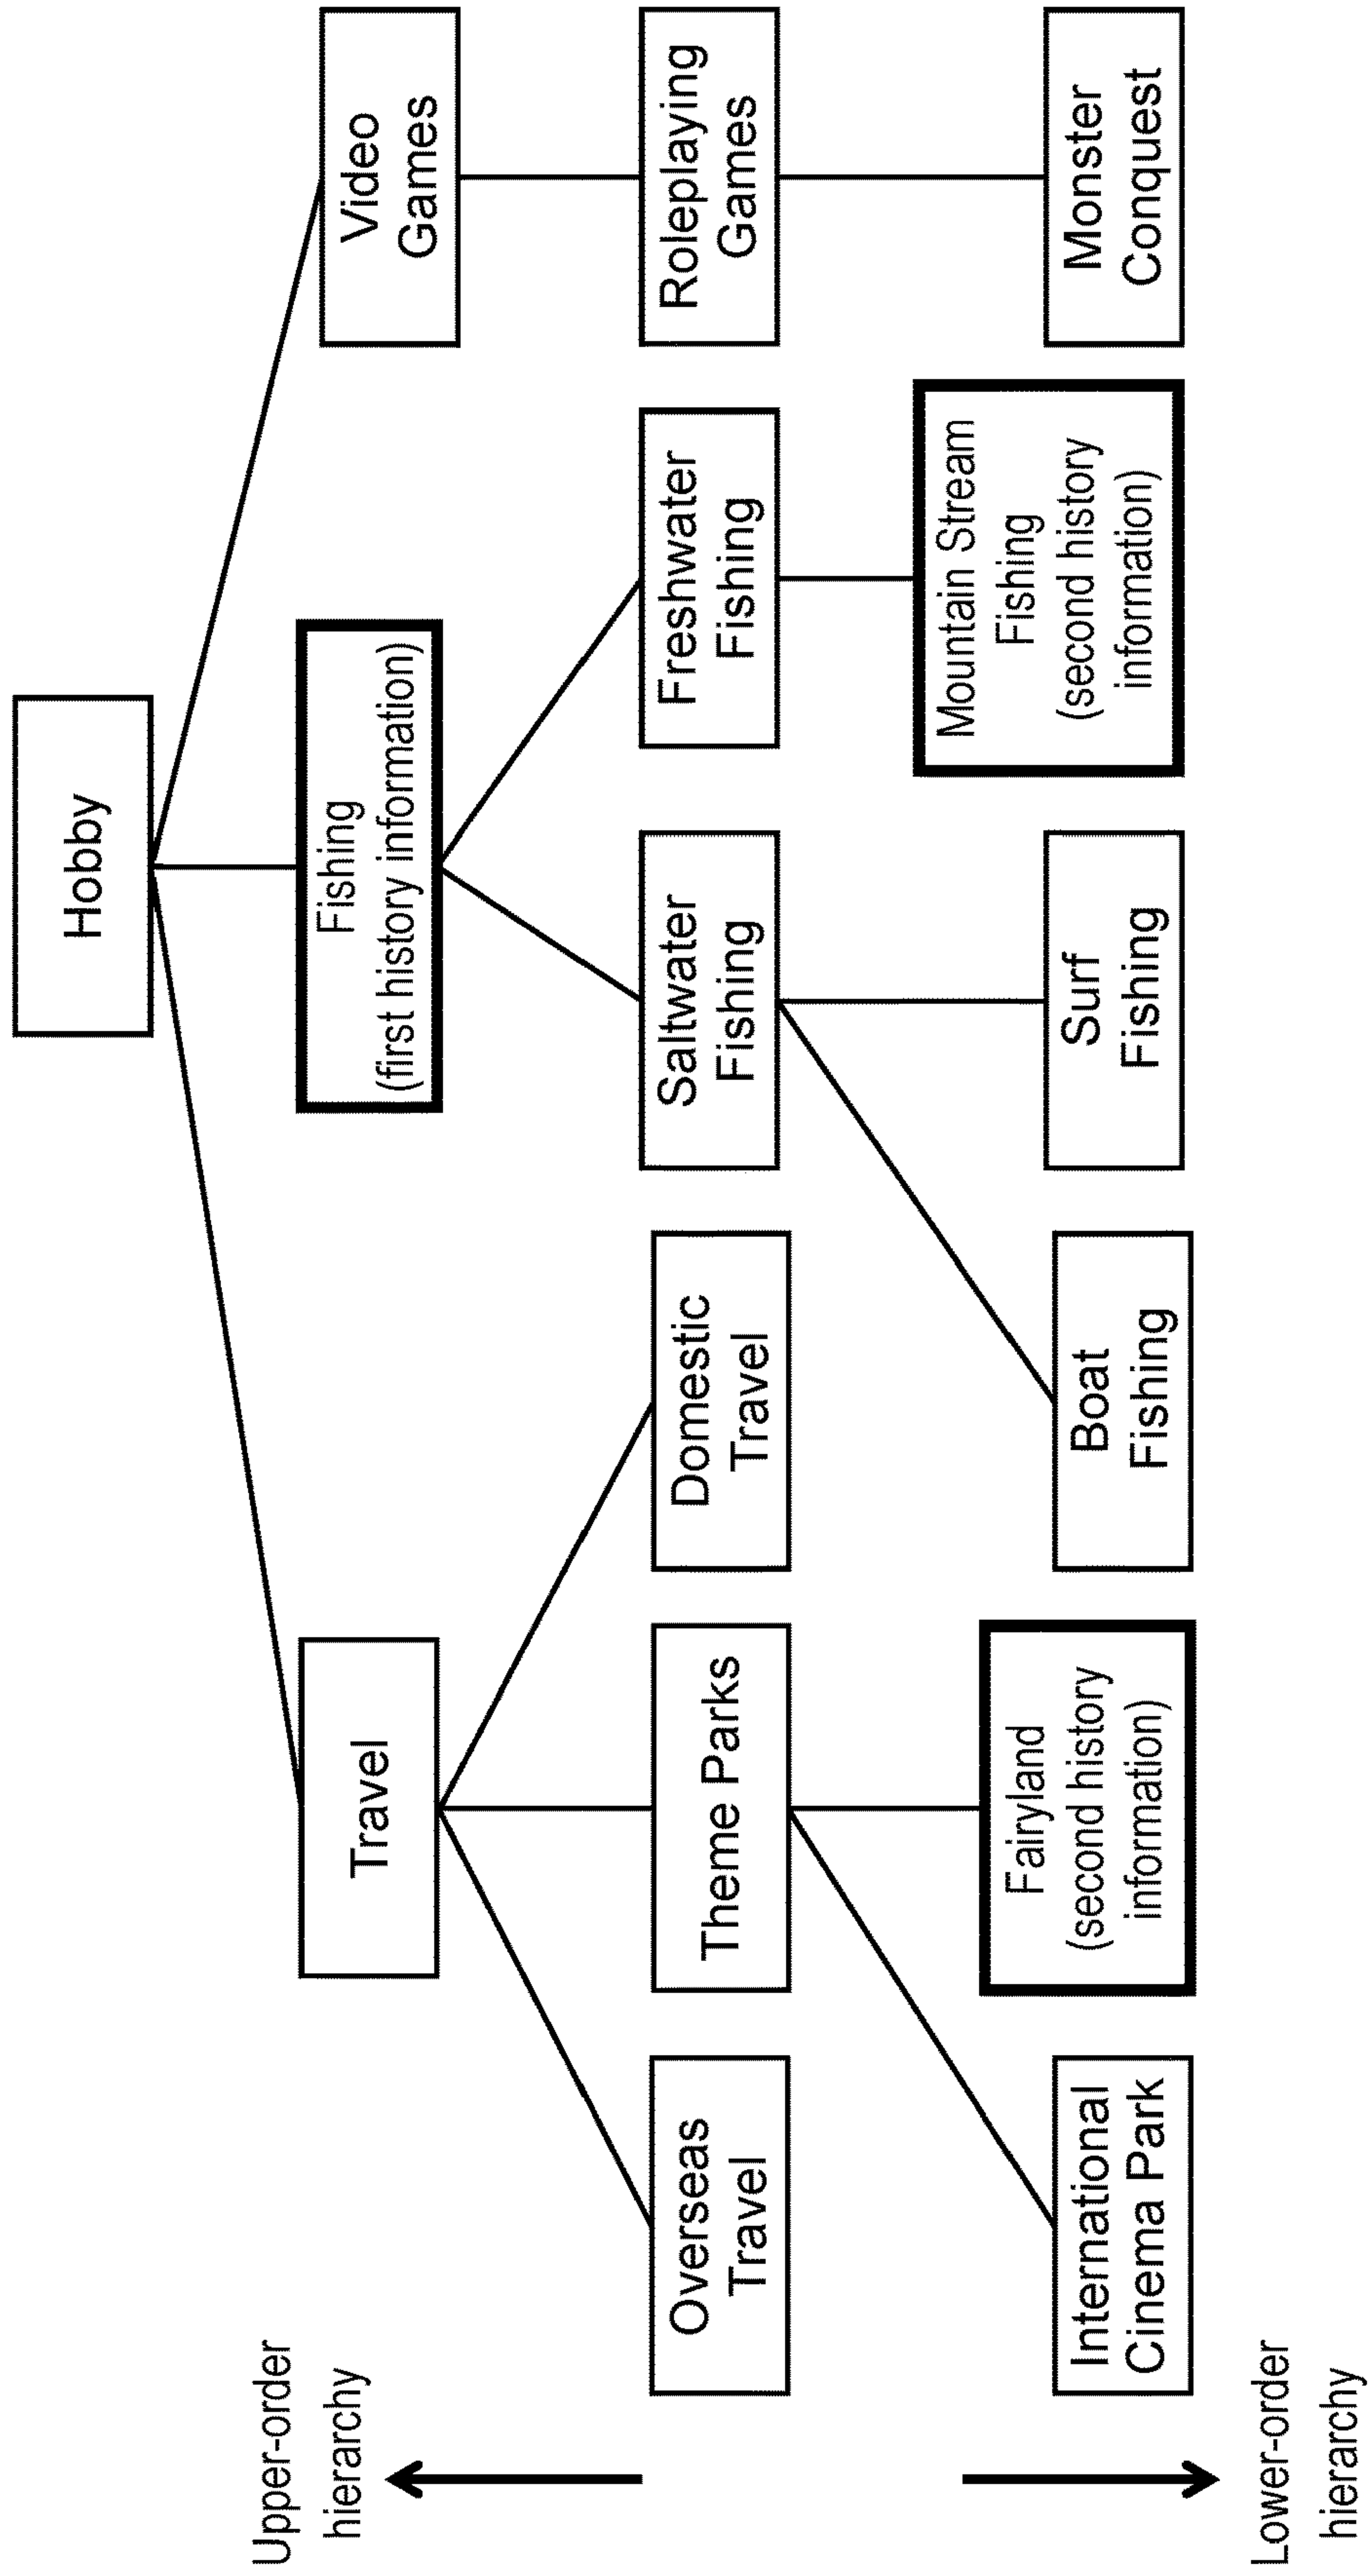 Hobby
Upper-order
hierarchy
Travel
Fishing
(first history information)
Video
Games
Overseas
Travel
Theme Parks
Domestic
Travel
Saltwater
Fishing
Freshwater
Fishing
Roleplaying
Games
International
Cinema Park
Fairyland
(second history
information)
Boat
Fishing
Surf
Fishing
Mountain Stream
Fishing
(second history
information)
Monster
Conquest
Lower-order
hierarchy